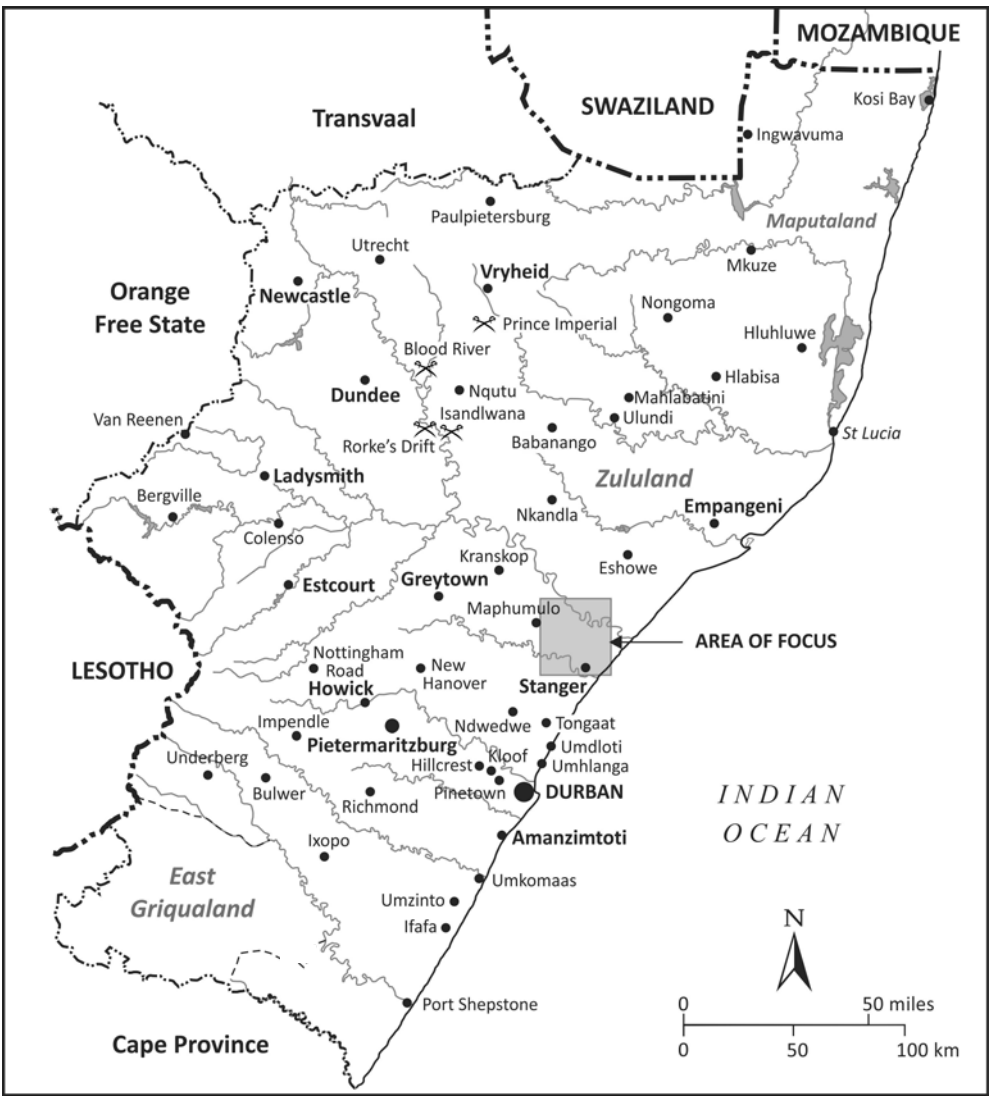 MOZAMBIQUE
Kosi Bay
SWAZILAND
Transvaal
Ingwavuma
Paulpietersburg
Maputaland
Utrecht
Mkuze
Vryheid
Newcastle
Orange
Free State
Nongoma
Prince Imperial
Hluhluwe
Blood River
Hlabisa
Dundee
Nqutu
Mahlabatini
Isandlwana
Ulundi
Van Reenen
Rorke's Drift
Babanango
St Lucia
Ladysmith
Zululand
Bergville
Nkandla
Empangeni
Colenso
Kranskop
Eshowe
Estcourt
Greytown
Maphumulo
AREA OF FOCUS
LESOTHO
Nottingham
Road
New
Hanover
Stanger
Howick
Impendle
Ndwedwe
Tongaat
Pietermaritzburg
Umdloti
Underberg
Kloof
Hillcrest
Umhlanga
Bulwer
Richmond
Pinetown
DURBAN
INDIAN
OCEAN
Ixopo
Amanzimtoti
East
Griqualand
Umkomaas
Umzinto
Ifafa
N
Port Shepstone
0 50 miles
Cape Province
0 50 100 km